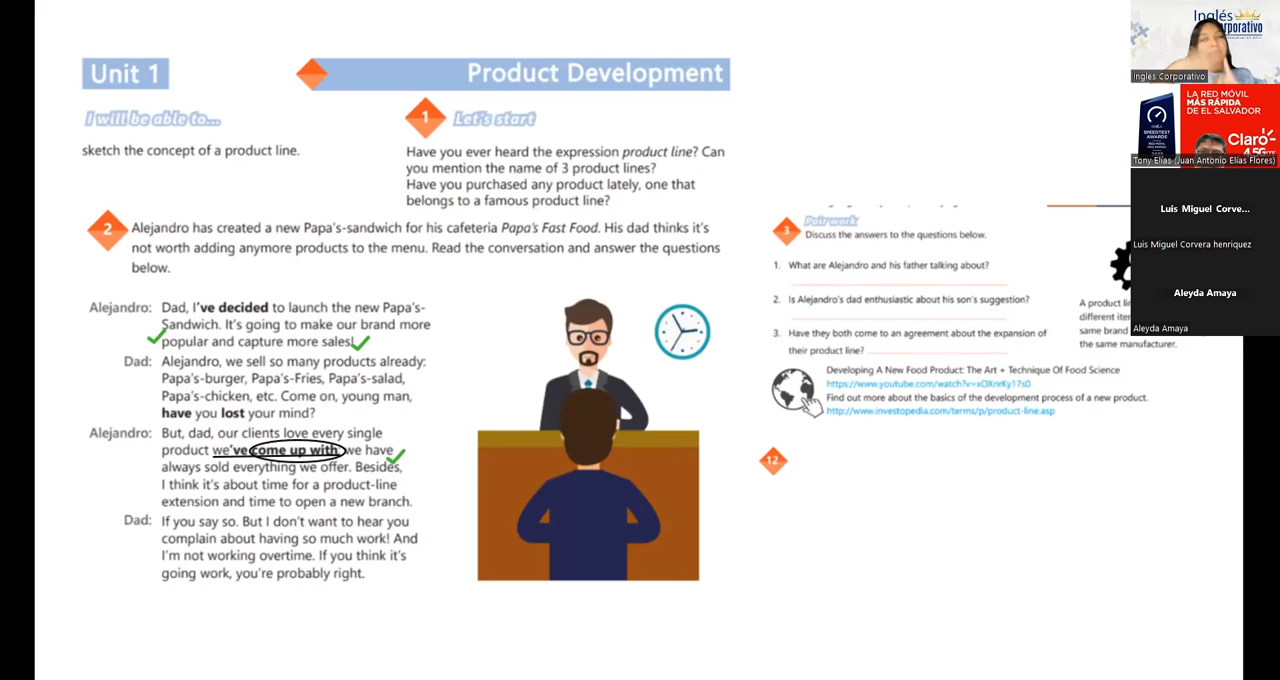 Unit 1
Product Development
I will be able to...
sketch the concept of a product line.
1
Let's start
Have you ever heard the expression product line? Can
you mention the name of 3 product lines?
Have you purchased any product lately, one that
belongs to a famous product line?
2
Alejandro has created a new Papa's-sandwich for his cafeteria Papa's Fast Food. His dad thinks it's
not worth adding anymore products to the menu. Read the conversation and answer the questions
below.
Alejandro: Dad, I've decided to launch the new Papa's-
Sandwich. It's going to make our brand more
popular and capture more sales!
Dad: Alejandro, we sell so many products already:
Papa's-burger, Papa's-Fries, Papa's-salad,
Papa's-chicken, etc. Come on, young man,
have you lost your mind?
Alejandro: But, dad, our clients love every single
product we've come up with, we have
always sold everything we offer. Besides,
I think it's about time for a product-line
extension and time to open a new branch.
Dad: If you say so. But I don't want to hear you
complain about having so much work! And
I'm not working overtime. If you think it's
going work, you're probably right.
3
Pair work
Discuss the answers to the questions below.
1. What are Alejandro and his father talking about?
2. Is Alejandro's dad enthusiastic about his son's suggestion?
3. Have they both come to an agreement about the expansion of
their product line?
A product
different
same brand
the same manufacturer.
Developing A New Food Product: The Art + Technique Of Food Science
https://www.youtube.com/watch?v=xOXnrKy17s0
Find out more about the basics of the development process of a new product.
http://www.investopedia.com/terms/p/product-line.asp
12
Inglés
Corporativo
Ingles Corporativo
SPEEDTEST
AWARDS
LA RED MÓVIL
MÁS RÁPIDA
DE EL SALVADOR
Claro
4.5G
Tony Elías (Juan Antonio Elías Flores)
Luis Miguel Corve...
Luis Miguel Corvera henriquez
Aleyda Amaya
Aleyda Amaya